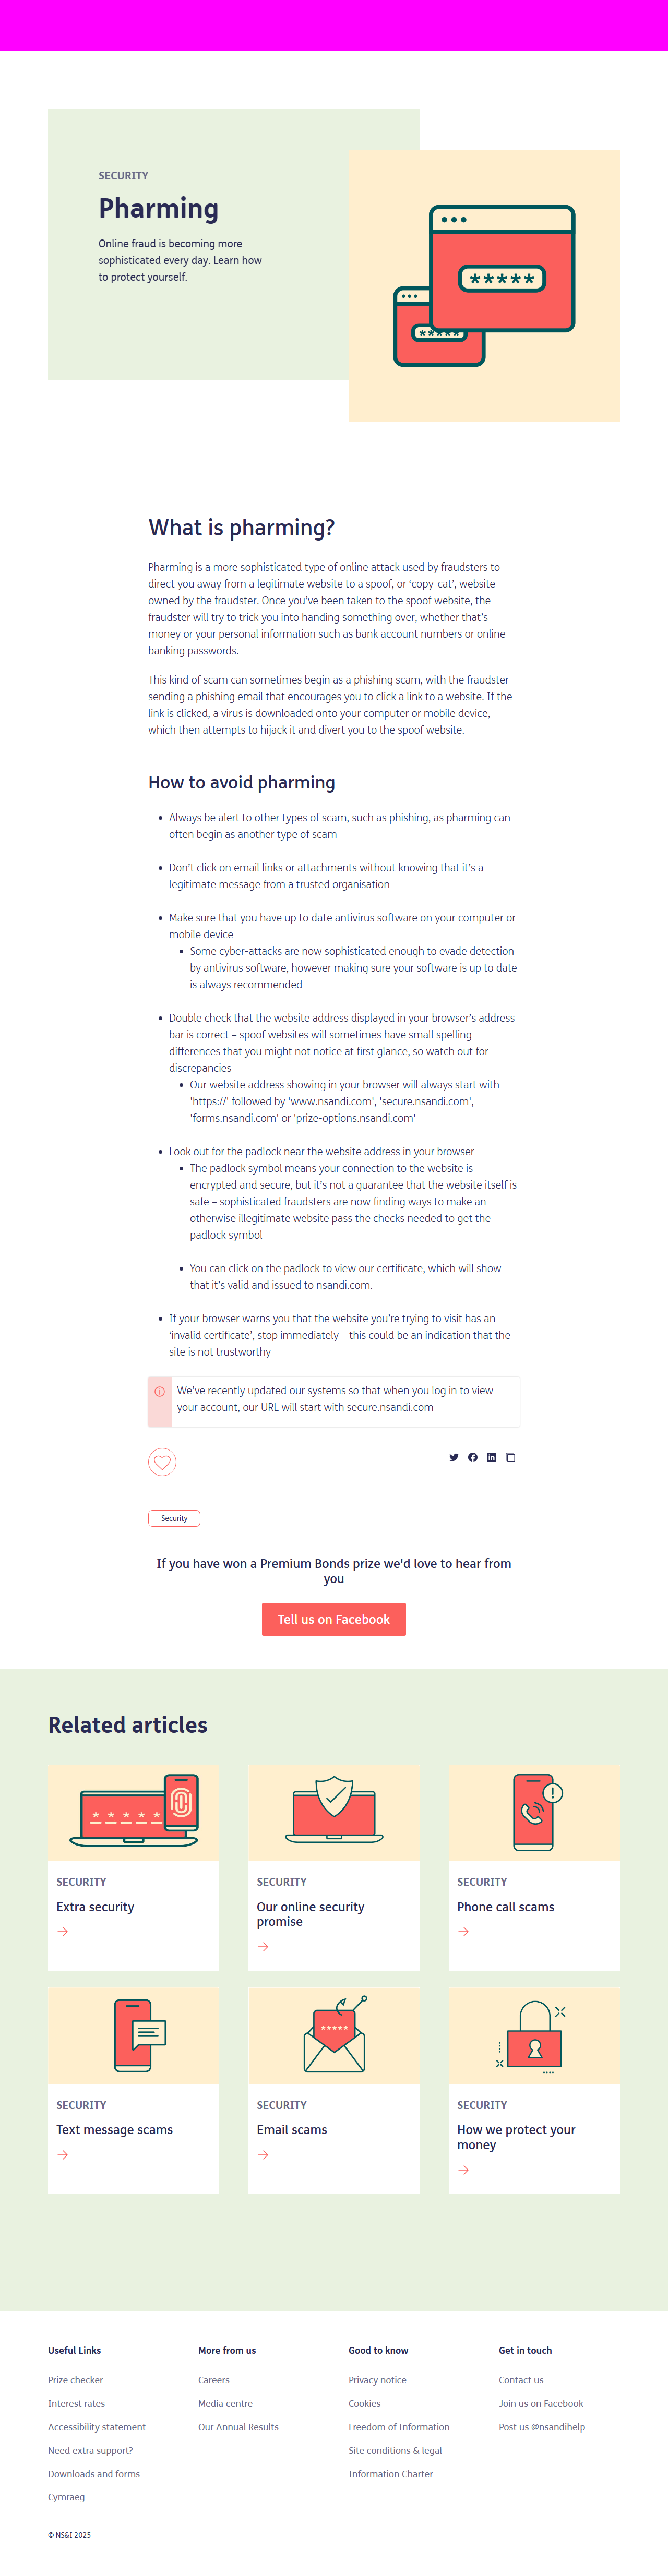 SECURITY
Pharming
Online fraud is becoming more
sophisticated every day. Learn how
to protect yourself.
*****
*****
What is pharming?
Pharming is a more sophisticated type of online attack used by fraudsters to
direct you away from a legitimate website to a spoof, or ‘copy-cat’, website
owned by the fraudster. Once you’ve been taken to the spoof website, the
fraudster will try to trick you into handing something over, whether that’s
money or your personal information such as bank account numbers or online
banking passwords.
This kind of scam can sometimes begin as a phishing scam, with the fraudster
sending a phishing email that encourages you to click a link to a website. If the
link is clicked, a virus is downloaded onto your computer or mobile device,
which then attempts to hijack it and divert you to the spoof website.
How to avoid pharming
• Always be alert to other types of scam, such as phishing, as pharming can
often begin as another type of scam
• Don’t click on email links or attachments without knowing that it’s a
legitimate message from a trusted organisation
• Make sure that you have up to date antivirus software on your computer or
mobile device
• Some cyber-attacks are now sophisticated enough to evade detection
by antivirus software, however making sure your software is up to date
is always recommended
• Double check that the website address displayed in your browser’s address
bar is correct – spoof websites will sometimes have small spelling
differences that you might not notice at first glance, so watch out for
discrepancies
• Our website address showing in your browser will always start with
'https://' followed by 'www.nsandi.com', 'secure.nsandi.com',
'forms.nsandi.com' or 'prize-options.nsandi.com'
• Look out for the padlock near the website address in your browser
• The padlock symbol means your connection to the website is
encrypted and secure, but it’s not a guarantee that the website itself is
safe – sophisticated fraudsters are now finding ways to make an
otherwise illegitimate website pass the checks needed to get the
padlock symbol
• You can click on the padlock to view our certificate, which will show
that it’s valid and issued to nsandi.com.
• If your browser warns you that the website you’re trying to visit has an
‘invalid certificate’, stop immediately – this could be an indication that the
site is not trustworthy
We’ve recently updated our systems so that when you log in to view
your account, our URL will start with secure.nsandi.com
Security
If you have won a Premium Bonds prize we'd love to hear from
you
Tell us on Facebook
Related articles
SECURITY
Extra security
SECURITY
Our online security
promise
SECURITY
Phone call scams
SECURITY
Text message scams
SECURITY
Email scams
SECURITY
How we protect your
money
Useful Links
Prize checker
Interest rates
Accessibility statement
Need extra support?
Downloads and forms
Cymraeg
More from us
Careers
Media centre
Our Annual Results
Good to know
Privacy notice
Cookies
Freedom of Information
Site conditions & legal
Information Charter
Get in touch
Contact us
Join us on Facebook
Post us @nsandihelp
© NS&I 2025